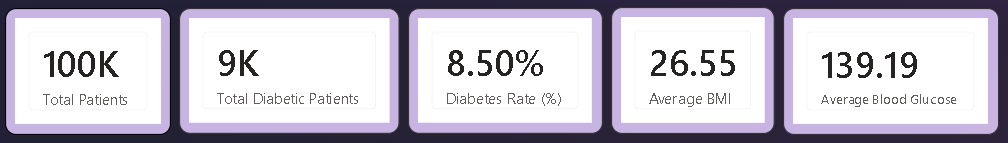 100K
Total Patients
9K
Total Diabetic Patients
8.50%
Diabetes Rate (%)
26.55
Average BMI
139.19
Average Blood Glucose